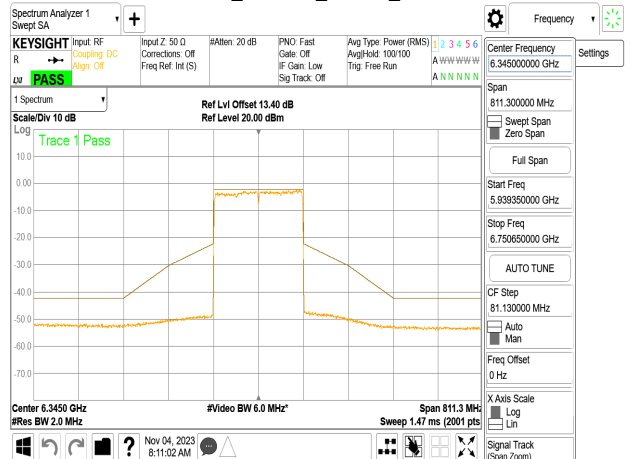 Spectrum Analyzer 1
Swept SA
Frequency
KEYSIGHT
Input: RF
Coupling: DC
Align: Off
Input Z: 50 Ω
Corrections: Off
Freq Ref: Int (S)
#Atten: 20 dB
PNO: Fast
Gate: Off
IF Gain: Low
Sig Track: Off
Avg Type: Power (RMS)
Avg|Hold: 100/100
Trig: Free Run
1 2 3 4 5 6
A W W W W W
A N N N N N
R
LXI
PASS
1 Spectrum
Scale/Div 10 dB
Ref Lvl Offset 13.40 dB
Ref Level 20.00 dBm
Log
Trace 1 Pass
10.0
0.00
-10.0
-20.0
-30.0
-40.0
-50.0
-60.0
-70.0
Center 6.3450 GHz
#Res BW 2.0 MHz
#Video BW 6.0 MHz*
Span 811.3 MHz
Sweep 1.47 ms (2001 pts
Nov 04, 2023
8:11:02 AM
Center Frequency
6.345000000 GHz
Span
811.300000 MHz
Swept Span
Zero Span
Full Span
Start Freq
5.939350000 GHz
Stop Freq
6.750650000 GHz
AUTO TUNE
CF Step
81.130000 MHz
Auto
Man
Freq Offset
0 Hz
X Axis Scale
Log
Lin
Signal Track
(Span Zoom)
Settings